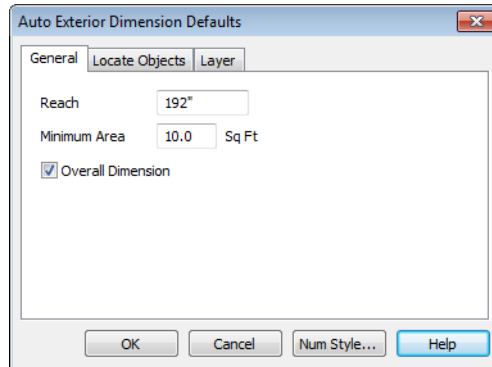 Auto Exterior Dimension Defaults
General Locate Objects Layer
Reach 192"
Minimum Area 10.0 Sq Ft
Overall Dimension
OK Cancel Num Style... Help